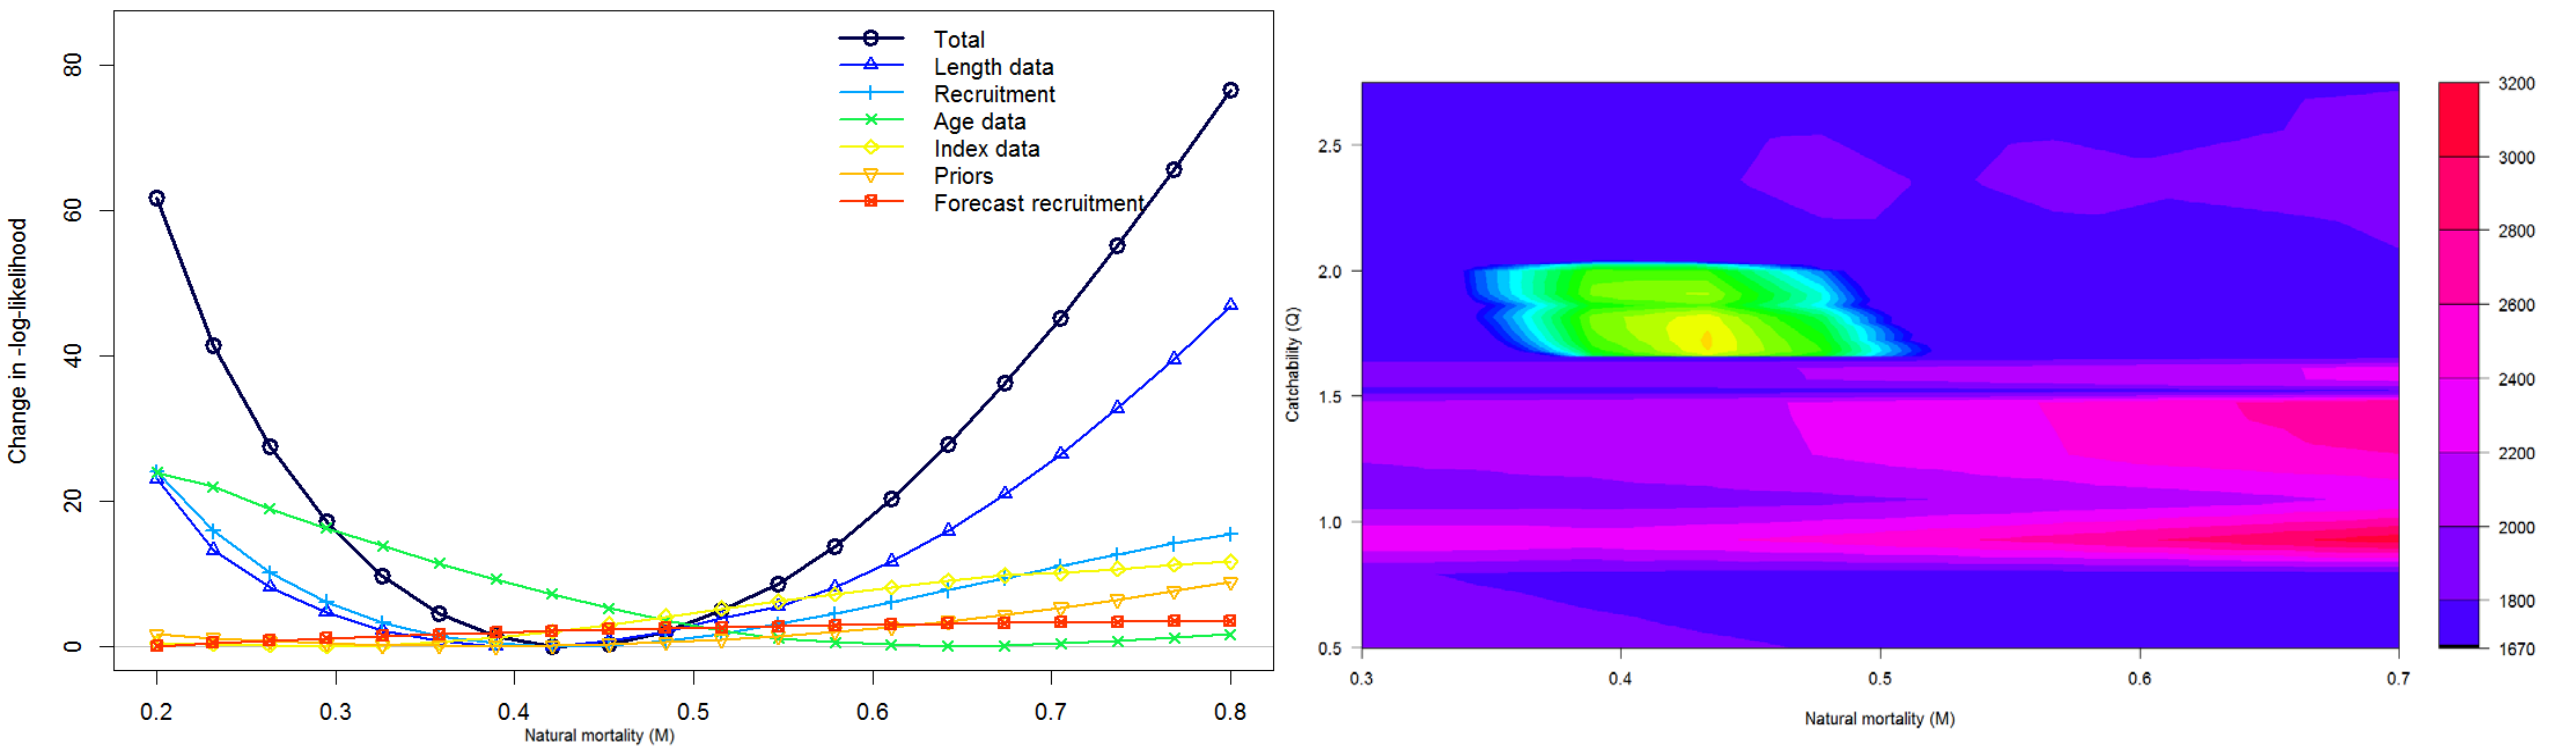 Change in -log-likelihood
80
60
40
20
0
Total
Length data
Recruitment
Age data
Index data
Priors
Forecast recruitment
0.2 0.3 0.4 0.5 0.6 0.7 0.8
Natural mortality (M)
Catchability (Q)
2.5
2.0
1.5
1.0
0.5
0.3 0.4 0.5 0.6 0.7
Natural mortality (M)
3200
3000
2800
2600
2400
2200
2000
1800
1670